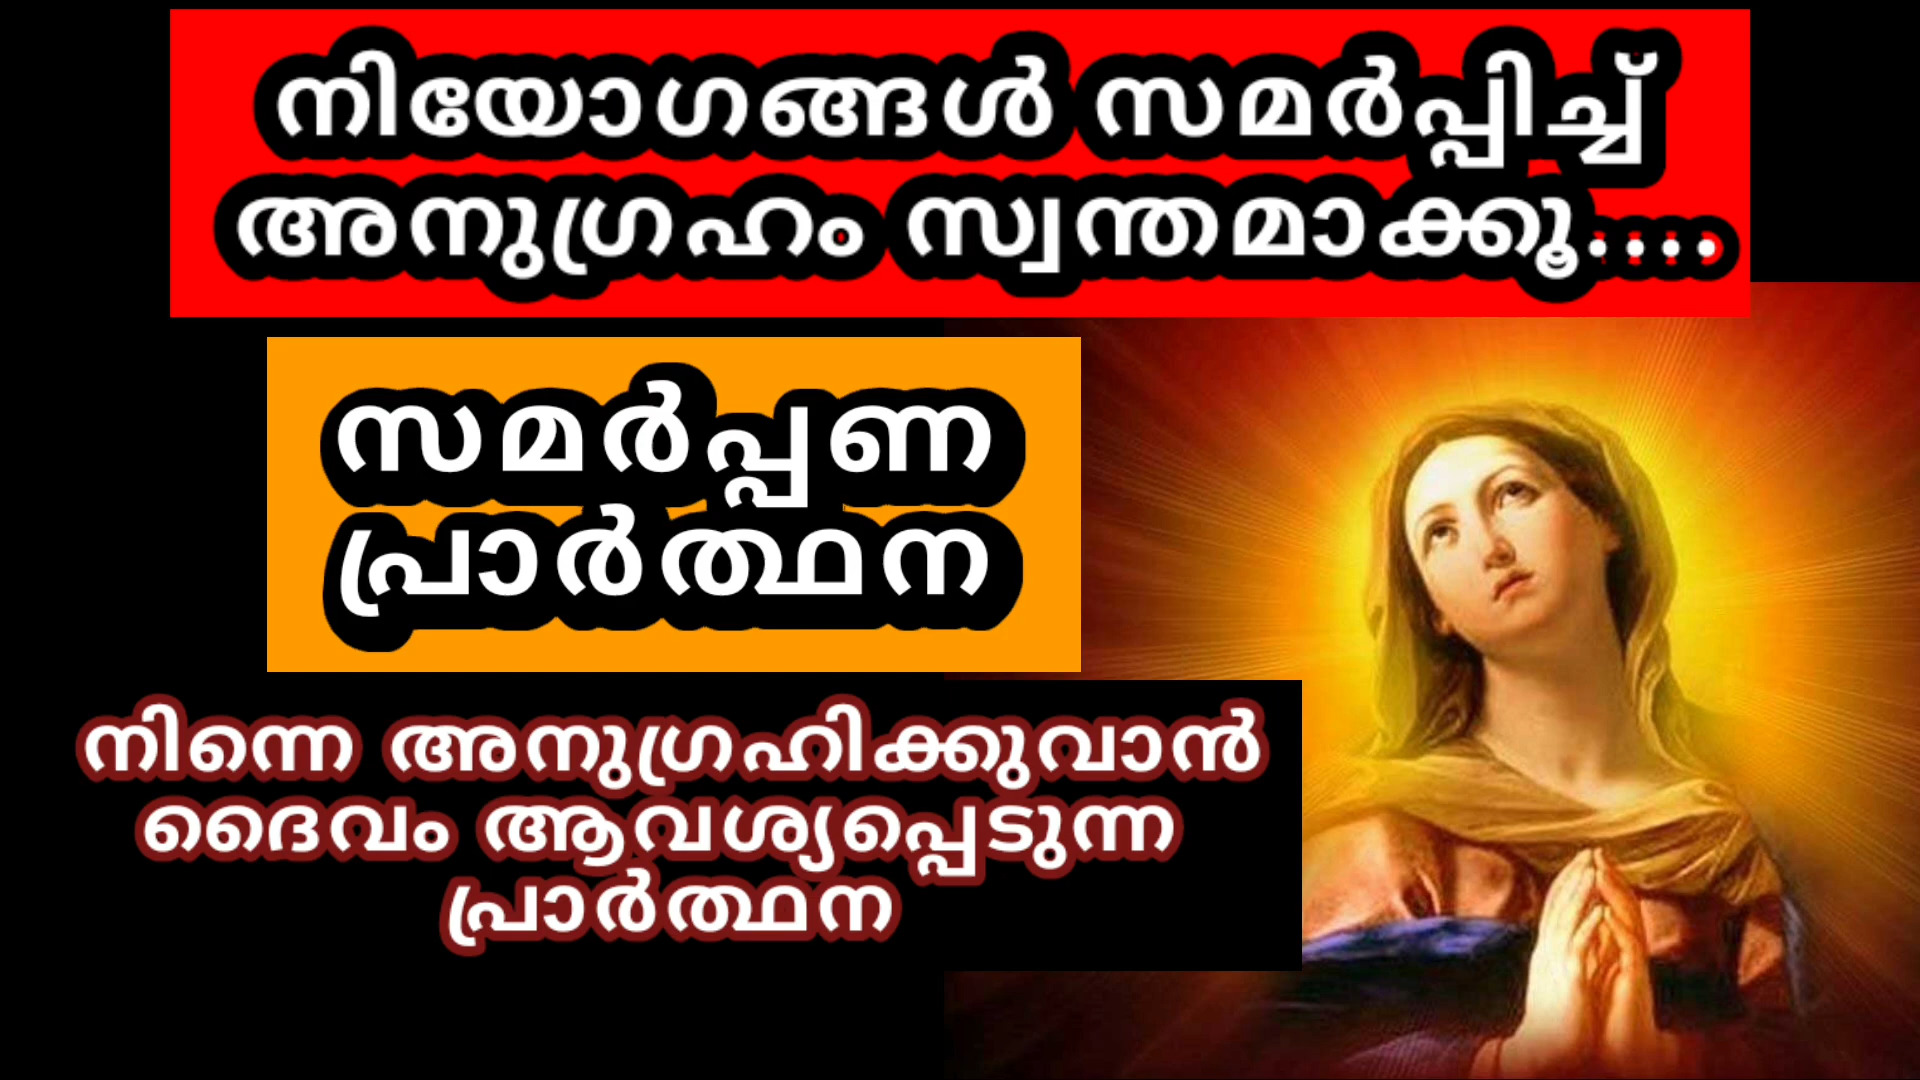 നിയോഗങ്ങൾ സമർപ്പിച്ച്
അനുഗ്രഹം സ്വന്തമാക്കൂ....
സമർപ്പണ
പ്രാർത്ഥന
നിന്നെ അനുഗ്രഹിക്കുവാൻ
ദൈവം ആവശ്യപ്പെടുന്ന
പ്രാർത്ഥന